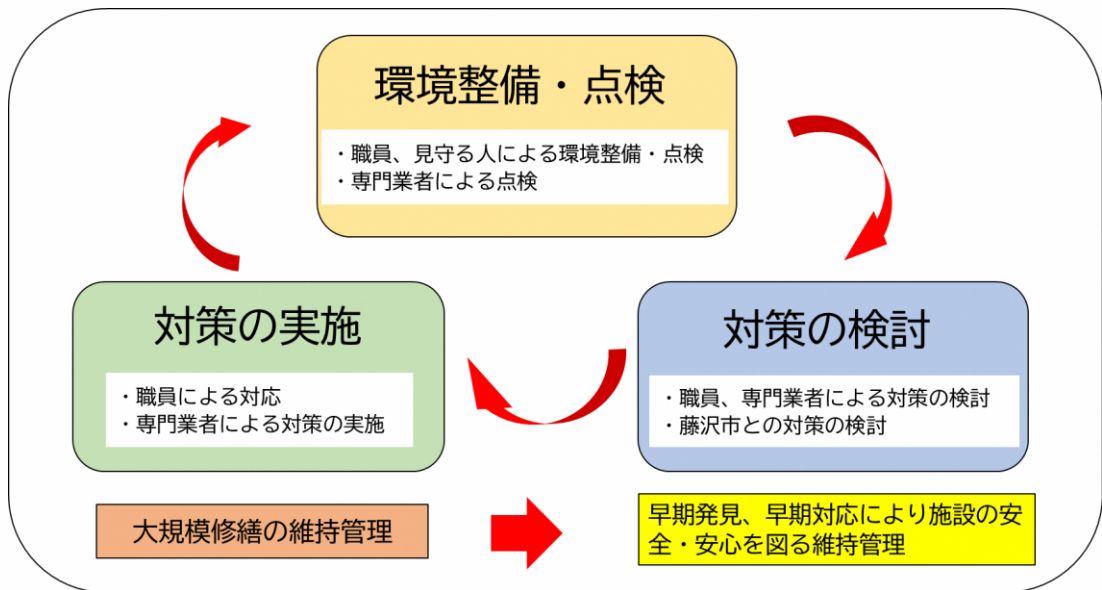 環境整備・点検
・職員、見守る人による環境整備・点検
・専門業者による点検
対策の実施
・職員による対応
・専門業者による対策の実施
対策の検討
・職員、専門業者による対策の検討
・藤沢市との対策の検討
大規模修繕の維持管理
早期発見、早期対応により施設の安
全・安心を図る維持管理